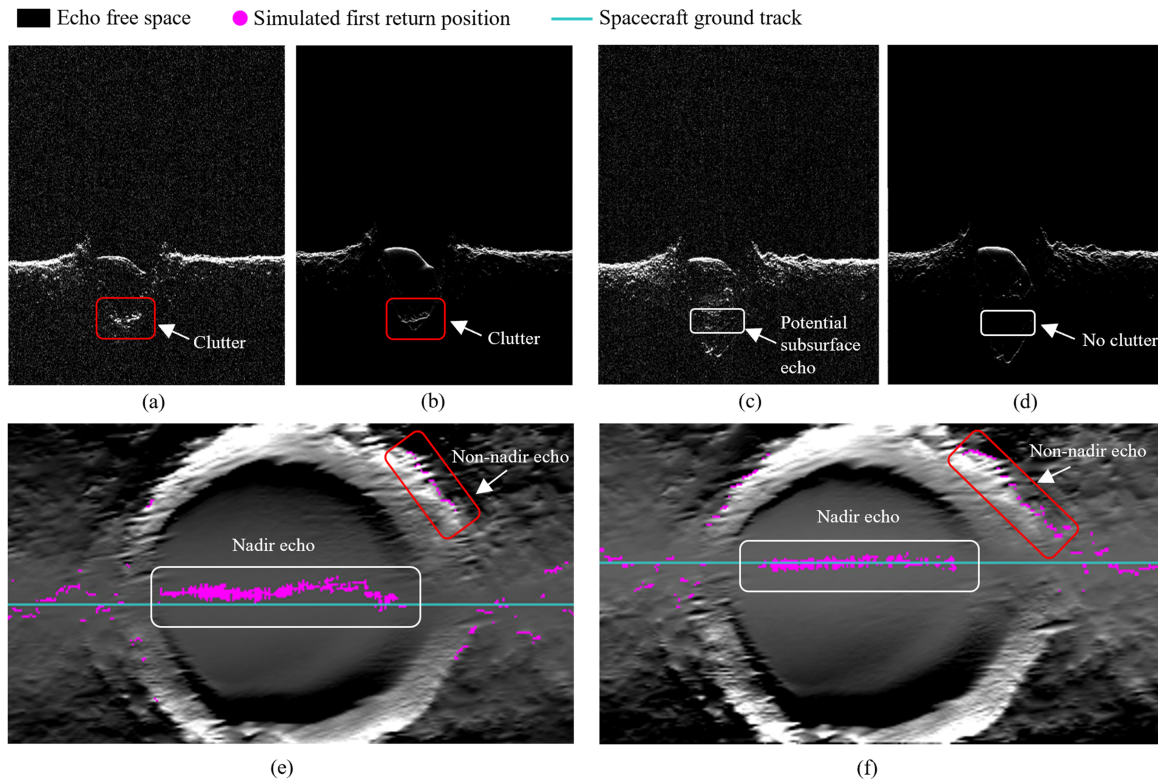 Echo free space
Simulated first return position
Spacecraft ground track
Clutter
Clutter
Potential
subsurface
echo
No clutter
(a)
(b)
(c)
(d)
Non-nadir echo
Nadir echo
Non-nadir echo
Nadir echo
(e)
(f)